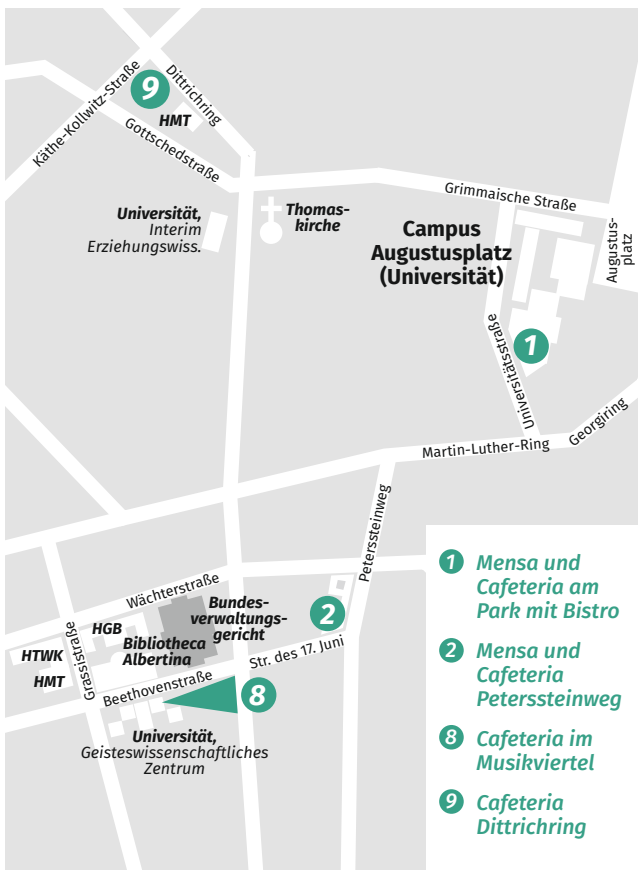 Käthe-Kollwitz-Straße
Dittrichring
9
HMT
Gottschedstraße
Grimmaische Straße
Universität,
Interim
Erziehungswiss.
Thomas-
kirche
Campus
Augustusplatz
(Universität)
Augustus-
platz
1
Universitätsstraße
Georgiring
Martin-Luther-Ring
Peterssteinweg
Wächterstraße
Bundes-
verwaltungs-
gericht
2
HGB
Bibliotheca
Albertina
Grassistraße
HTWK
HMT
Str. des 17. Juni
Beethovenstraße
8
Universität,
Geisteswissenschaftliches
Zentrum
1 Mensa und
Cafeteria am
Park mit Bistro
2 Mensa und
Cafeteria
Peterssteinweg
8 Cafeteria im
Musikviertel
9 Cafeteria
Dittrichring